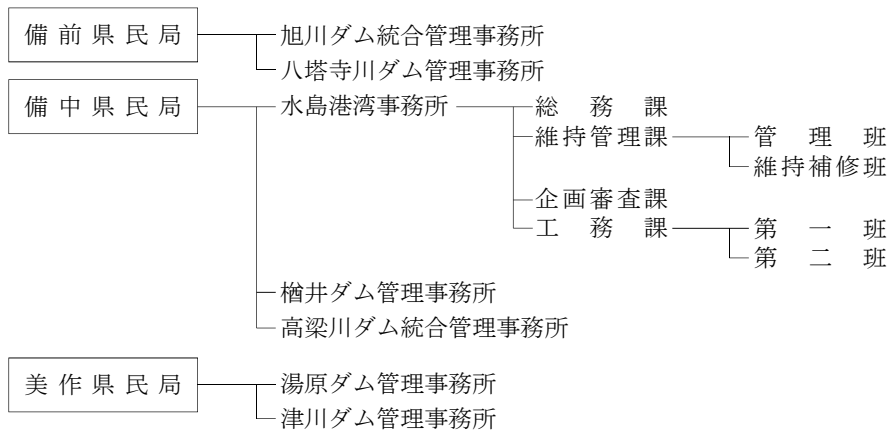 備前県民局 旭川ダム統合管理事務所
八塔寺川ダム管理事務所
備中県民局 水島港湾事務所 総務課
維持管理課 管理班
維持補修班
企画審査課
工務課 第一班
第二班
楢井ダム管理事務所
高梁川ダム統合管理事務所
美作県民局 湯原ダム管理事務所
津川ダム管理事務所